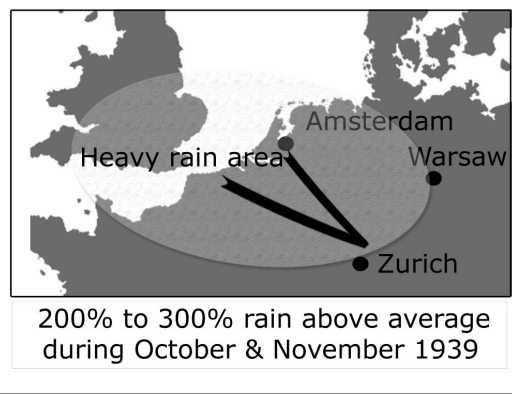 Amsterdam
Heavy rain area
Warsaw
Zurich
200% to 300% rain above average
during October & November 1939